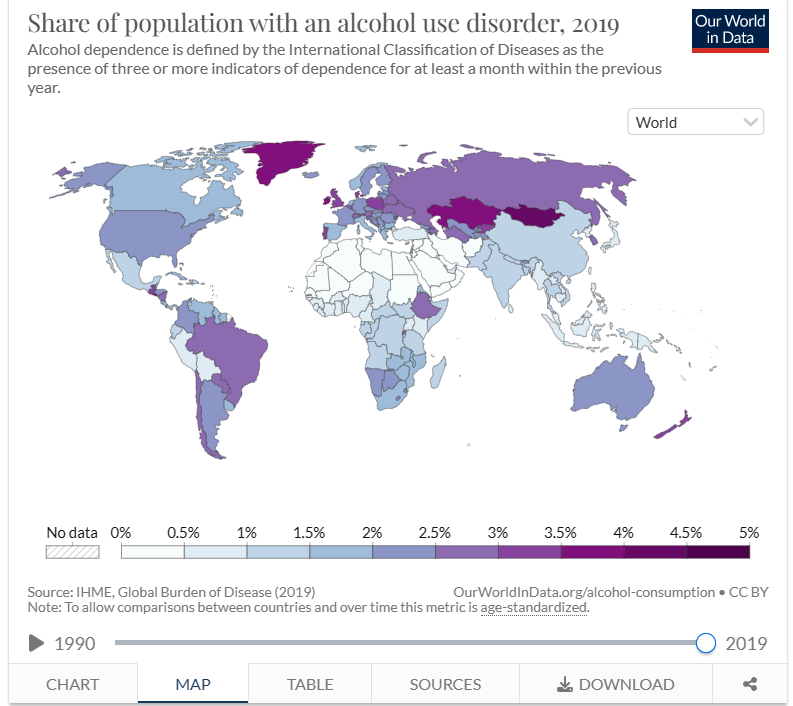 Share of population with an alcohol use disorder, 2019
Our World
in Data
Alcohol dependence is defined by the International Classification of Diseases as the
presence of three or more indicators of dependence for at least a month within the previous
year.
World
No data 0% 0.5% 1% 1.5% 2% 2.5% 3% 3.5% 4% 4.5% 5%
Source: IHME, Global Burden of Disease (2019) OurWorldInData.org/alcohol-consumption • CC BY
Note: To allow comparisons between countries and over time this metric is age-standardized.
1990 2019
CHART MAP TABLE SOURCES DOWNLOAD